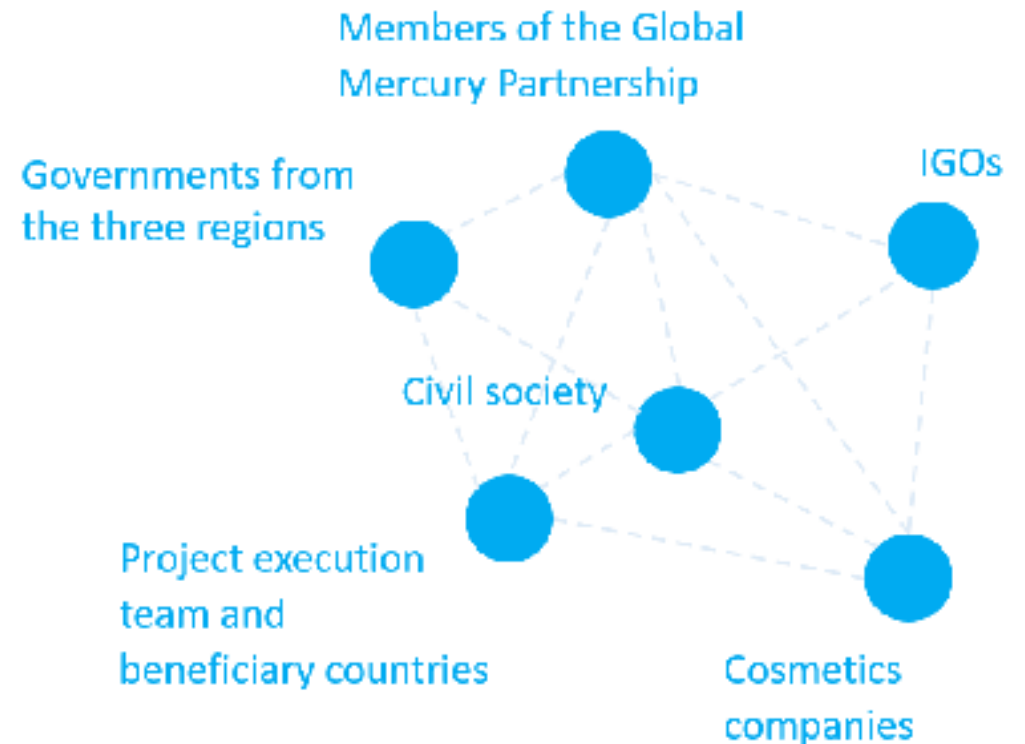 Members of the Global
Mercury Partnership
IGOs
Governments from
the three regions
Civil society
Project execution
team and
beneficiary countries
Cosmetics
companies